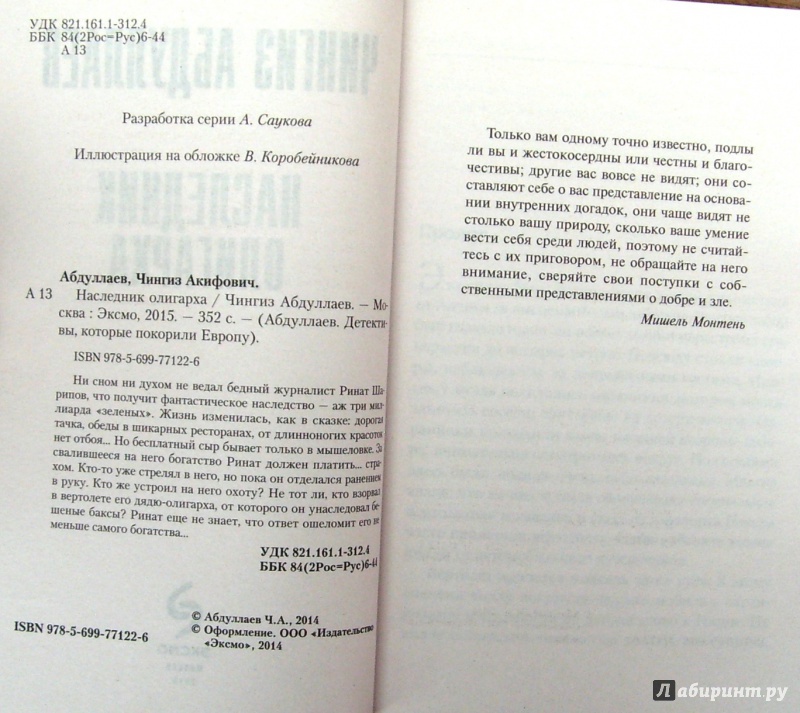 УДК 821.161.1-312.4
ББК 84(2Рос=Рус)6-44
А 13
Разработка серии А. Саукова
Иллюстрация на обложке В. Коробейникова
Абдуллаев, Чингиз Акифович.
А 13 Наследник олигарха / Чингиз Абдуллаев. — Мо-
сква : Эксмо, 2015. — 352 с. — (Абдуллаев. Детекти-
вы, которые покорили Европу).
ISBN 978-5-699-77122-6
Ни сном ни духом не ведал бедный журналист Ринат Ша-
рипов, что получит фантастическое наследство — аж три мил-
лиарда «зеленых». Жизнь изменилась, как в сказке: дорогая
тачка, обеды в шикарных ресторанах, от длинноногих красоток
нет отбоя... Но бесплатный сыр бывает только в мышеловке. За
свалившееся на него богатство Ринат должен платить... стра-
хом. Кто-то уже стрелял в него, но пока он отделался ранением
в руку. Кто же устроил на него охоту? Не тот ли, кто взорвал
в вертолете его дядю-олигарха, от которого он унаследовал бе-
шеные баксы? Ринат еще не знает, что ответ ошеломит его не
меньше самого богатства...
УДК 821.161.1-312.4
ББК 84(2Рос=Рус)6-44
© Абдуллаев Ч.А., 2014
© Оформление. ООО «Издательство
«Эксмо», 2014
ISBN 978-5-699-77122-6
Только вам одному точно известно, подлы
ли вы и жестокосердны или честны и благо-
честивы; другие вас вовсе не видят; они со-
ставляют себе о вас представление на основа-
нии внутренних догадок, они чаще видят не
столько вашу природу, сколько ваше умение
вести себя среди людей, поэтому не считай-
тесь с их приговором, не обращайте на него
внимание, сверяйте свои поступки с соб-
ственными представлениями о добре и зле.
Мишель Монтень
Лабиринт.ру